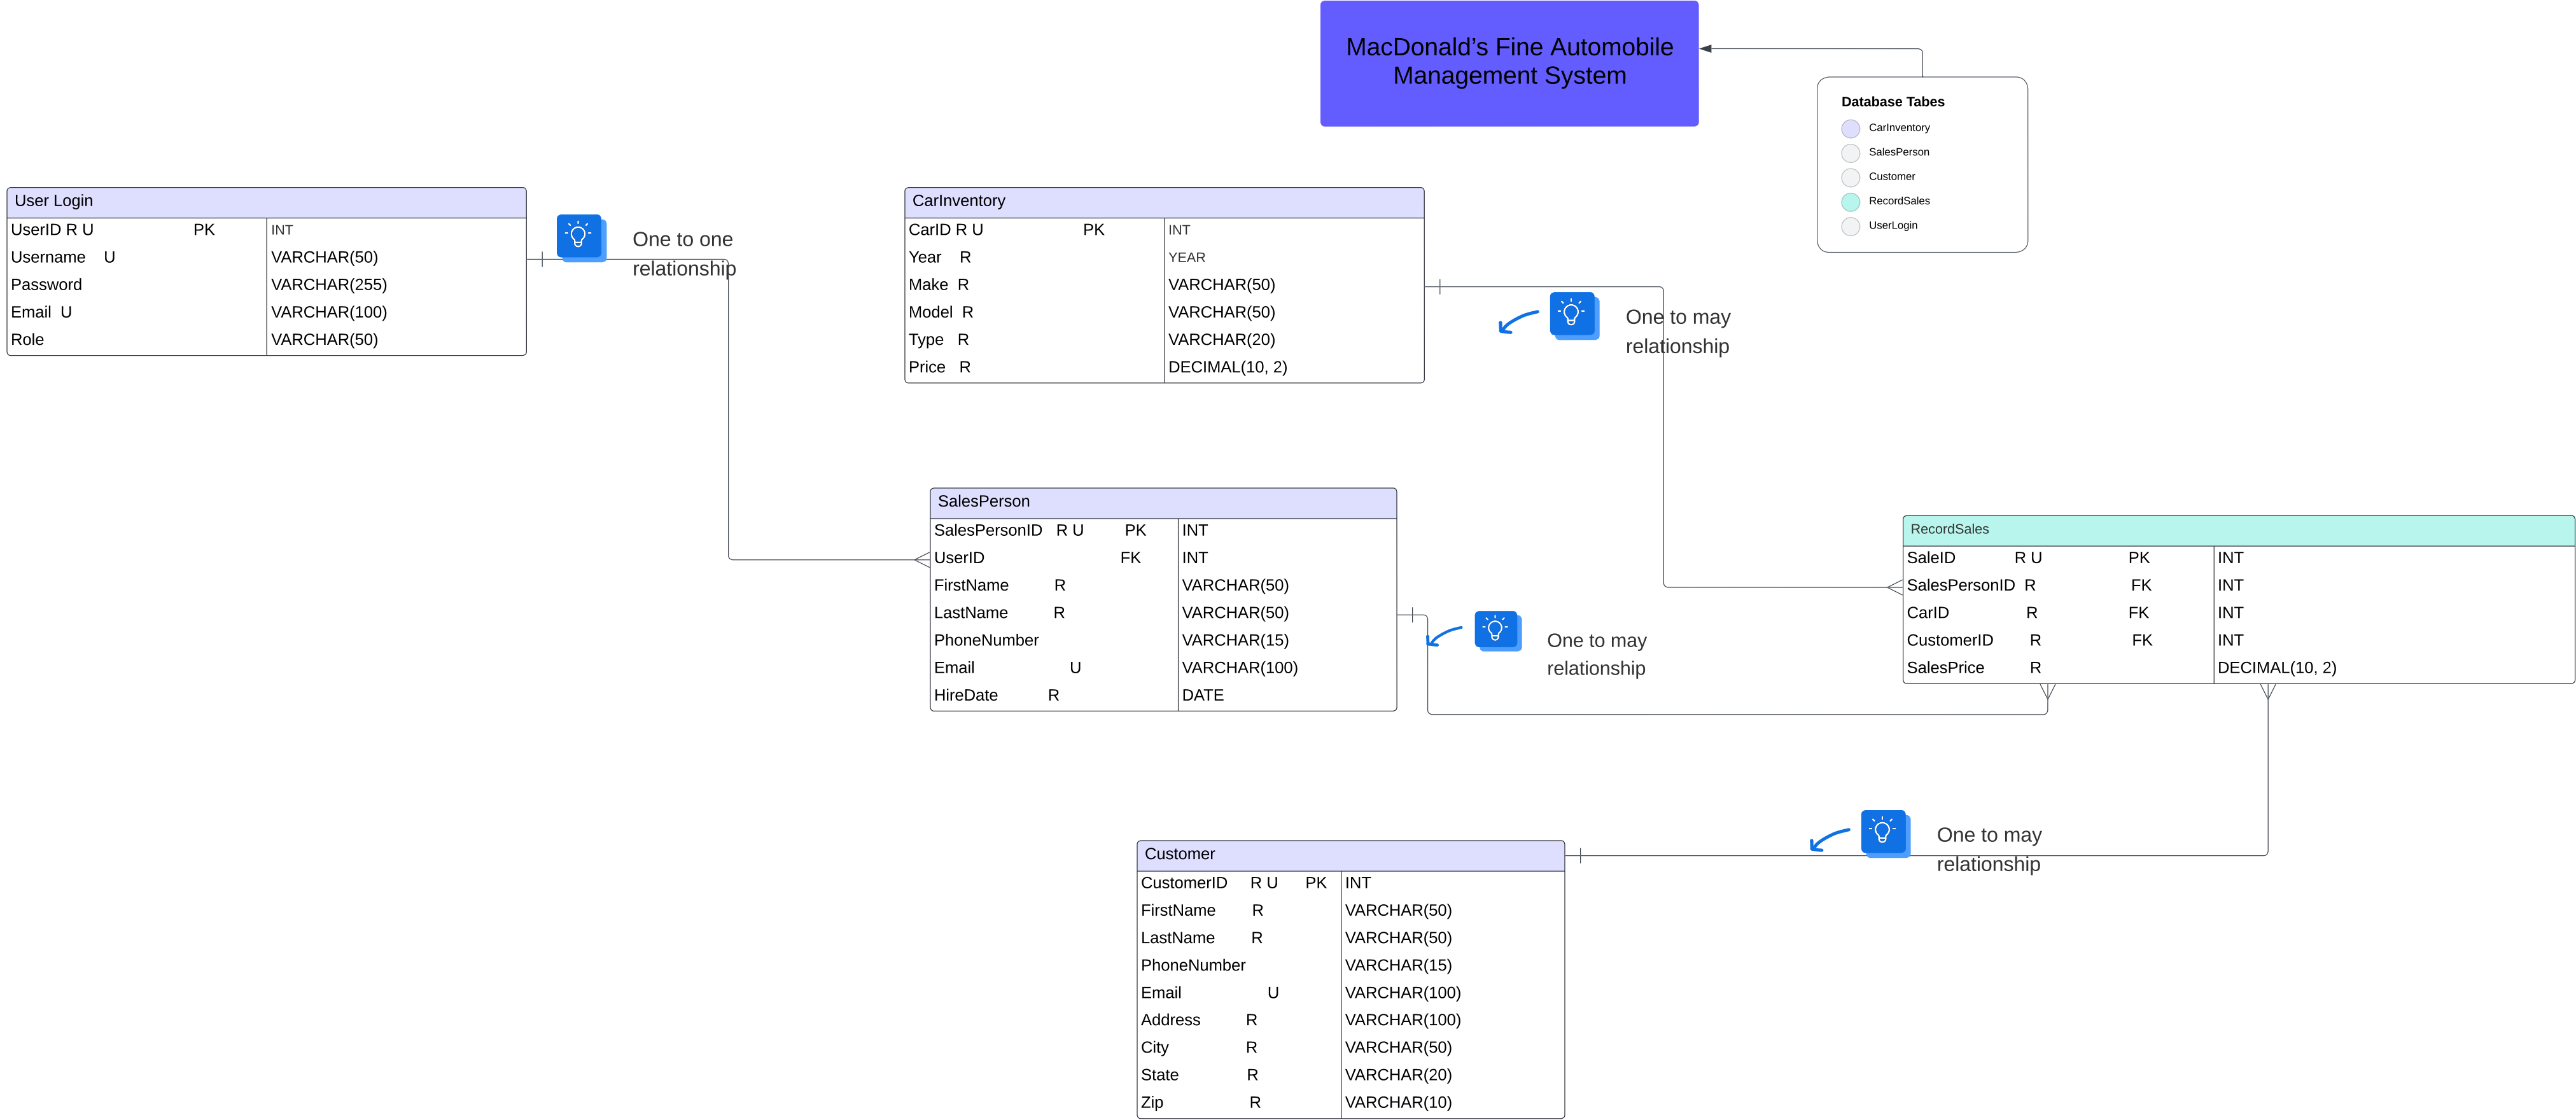 MacDonald’s Fine Automobile
Management System
Database Tabes
CarInventory
SalesPerson
Customer
RecordSales
UserLogin
User Login
UserID R U PK INT
Username U VARCHAR(50)
Password VARCHAR(255)
Email U VARCHAR(100)
Role VARCHAR(50)
One to one
relationship
CarInventory
CarID R U PK INT
Year R YEAR
Make R VARCHAR(50)
Model R VARCHAR(50)
Type R VARCHAR(20)
Price R DECIMAL(10, 2)
One to may
relationship
SalesPerson
SalesPersonID R U PK INT
UserID FK INT
FirstName R VARCHAR(50)
LastName R VARCHAR(50)
PhoneNumber VARCHAR(15)
Email U VARCHAR(100)
HireDate R DATE
One to may
relationship
RecordSales
SaleID R U PK INT
SalesPersonID R FK INT
CarID R FK INT
CustomerID R FK INT
SalesPrice R DECIMAL(10, 2)
One to may
relationship
Customer
CustomerID R U PK INT
FirstName R VARCHAR(50)
LastName R VARCHAR(50)
PhoneNumber VARCHAR(15)
Email U VARCHAR(100)
Address R VARCHAR(100)
City R VARCHAR(50)
State R VARCHAR(20)
Zip R VARCHAR(10)